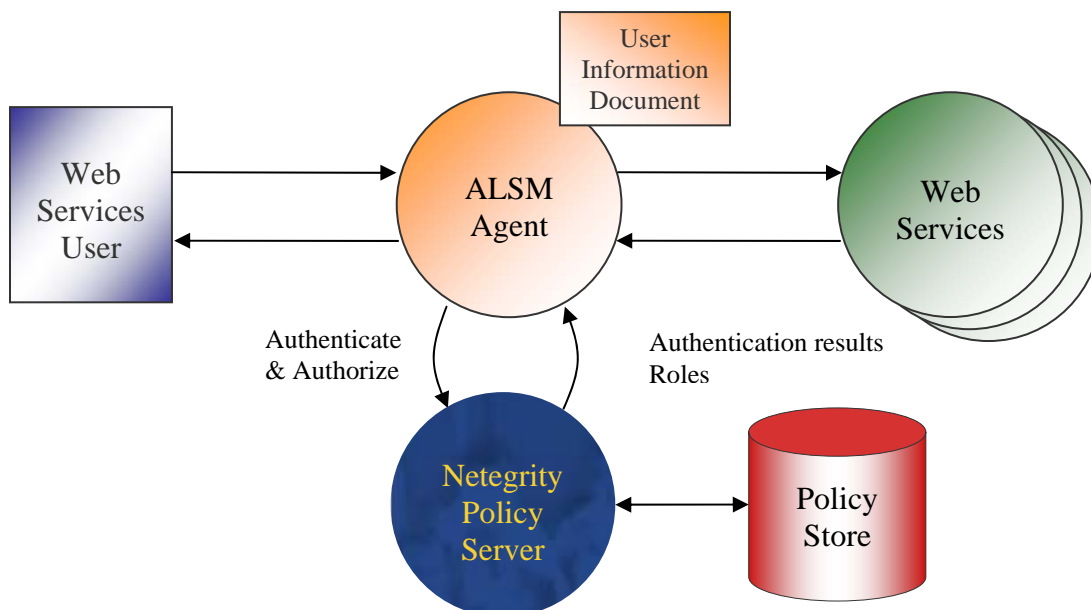 User
Information
Document
Web
Services
User
ALSM
Agent
Web
Services
Authenticate
& Authorize
Authentication results
Roles
Netegrity
Policy
Server
Policy
Store